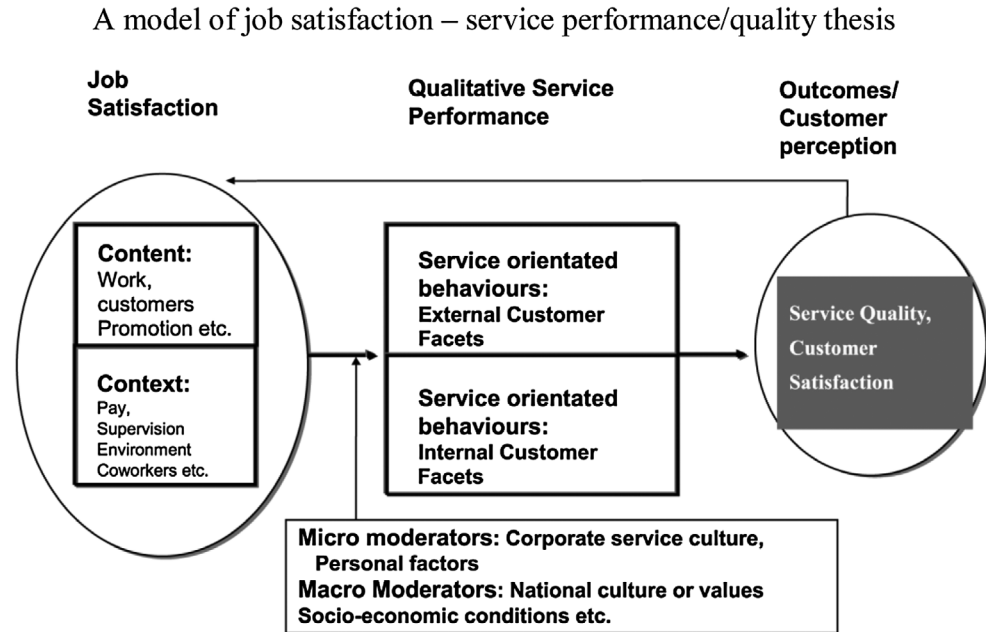 A model of job satisfaction – service performance/quality thesis
Job
Satisfaction
Qualitative Service
Performance
Outcomes/
Customer
perception
Content:
Work,
customers
Promotion etc.
Context:
Pay,
Supervision
Environment
Coworkers etc.
Service orientated
behaviours:
External Customer
Facets
Service orientated
behaviours:
Internal Customer
Facets
Service Quality,
Customer
Satisfaction
Micro moderators: Corporate service culture,
Personal factors
Macro Moderators: National culture or values
Socio-economic conditions etc.